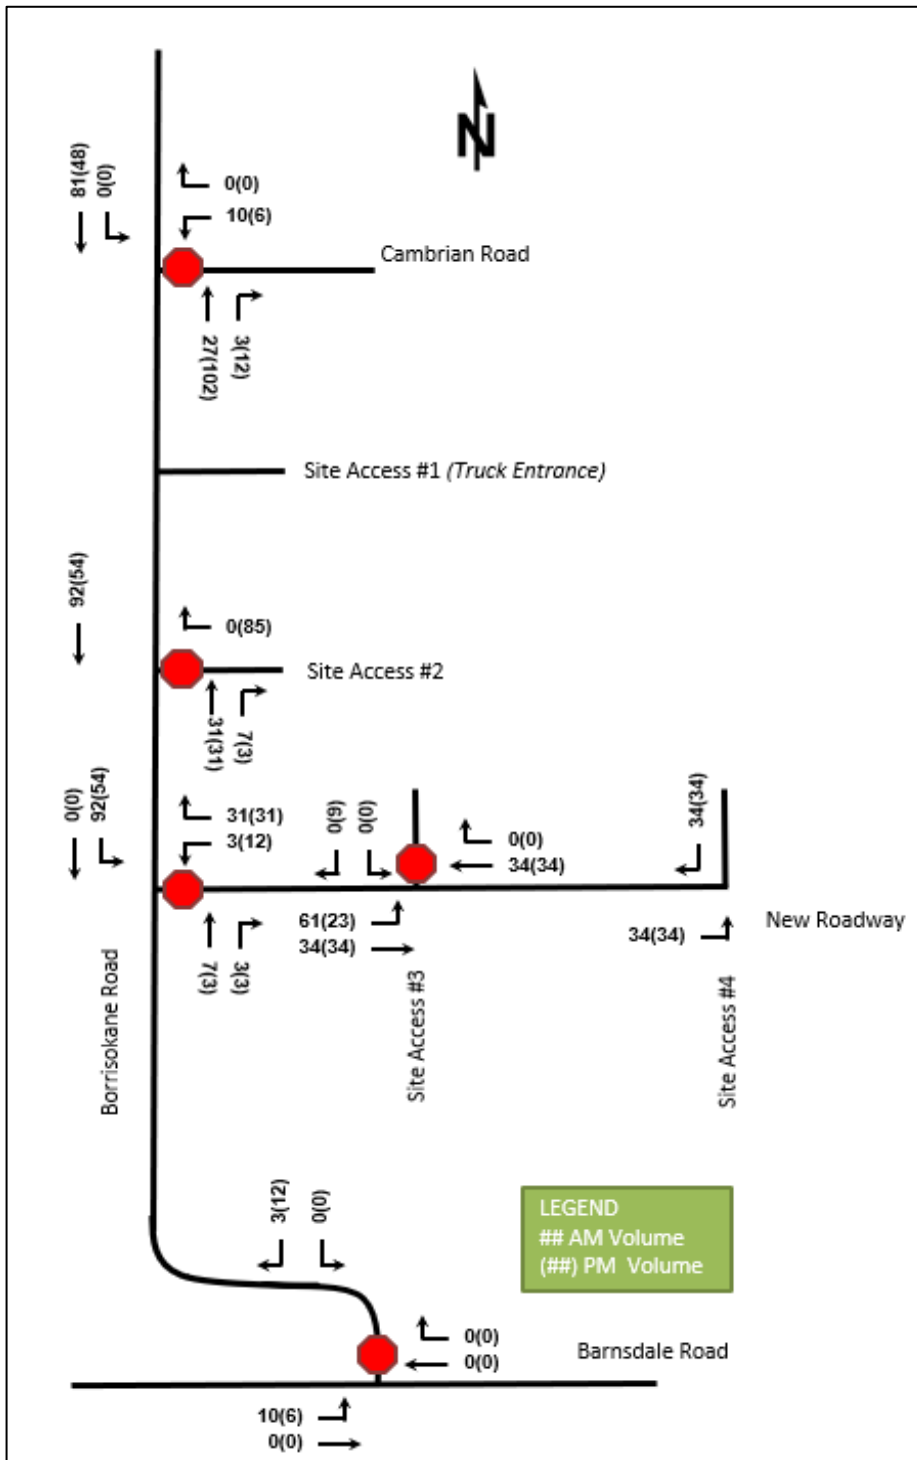 N
81(48)
0(0)
0(0)
10(6)
Cambrian Road
27(102)
3(12)
Site Access #1 (Truck Entrance)
92(54)
0(85)
Site Access #2
31(31)
7(3)
0(0)
92(54)
31(31)
3(12)
0(9)
0(0)
0(0)
34(34)
34(34)
7(3)
3(3)
61(23)
34(34)
34(34)
New Roadway
Borrisokane Road
Site Access #3
Site Access #4
3(12)
0(0)
LEGEND
## AM Volume
(##) PM Volume
0(0)
0(0)
Barnsdale Road
10(6)
0(0)